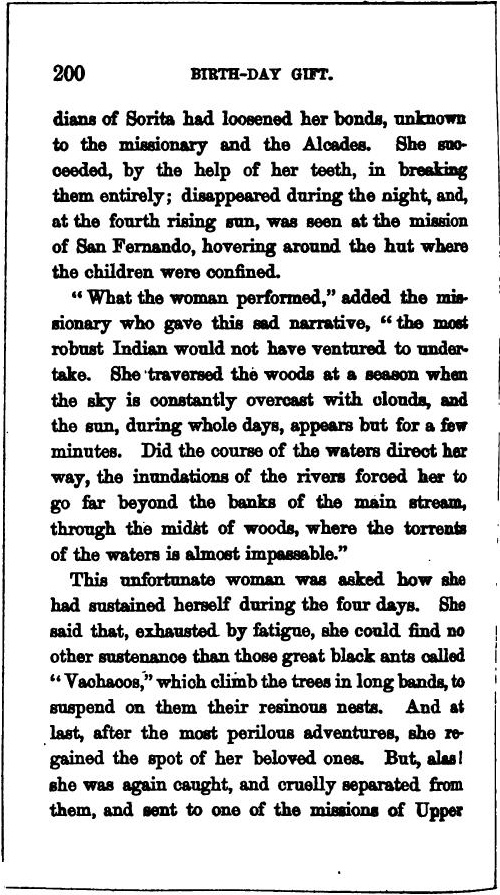 200 BIRTH-DAY GIFT.
dians of Sorita had loosened her bonds, unknown
to the missionary and the Alcades. She suc-
ceeded, by the help of her teeth, in breaking
them entirely; disappeared during the night, and,
at the fourth rising sun, was seen at the mission
of San Fernando, hovering around the hut where
the children were confined.
"What the woman performed," added the mis-
sionary who gave this sad narrative, "the most
robust Indian would not have ventured to under-
take. She traversed the woods at a season when
the sky is constantly overcast with clouds, and
the sun, during whole days, appears but for a few
minutes. Did the course of the waters direct her
way, the inundations of the rivers forced her to
go far beyond the banks of the main stream,
through the midst of woods, where the torrents
of the waters is almost impassable."
This unfortunate woman was asked how she
had sustained herself during the four days. She
said that, exhausted by fatigue, she could find no
other sustenance than those great black ants called
"Vachacos," which climb the trees in long bands, to
suspend on them their resinous nests. And at
last, after the most perilous adventures, she re-
gained the spot of her beloved ones. But, alas!
she was again caught, and cruelly separated from
them, and sent to one of the missions of Upper